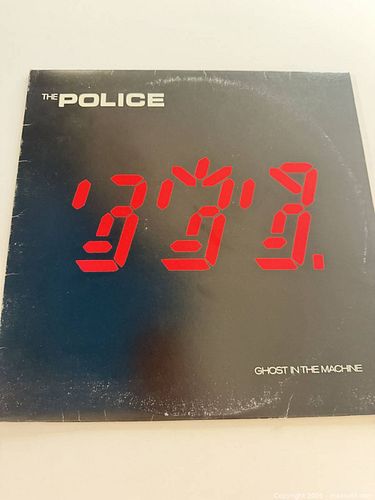 THE POLICE
GHOST IN THE MACHINE